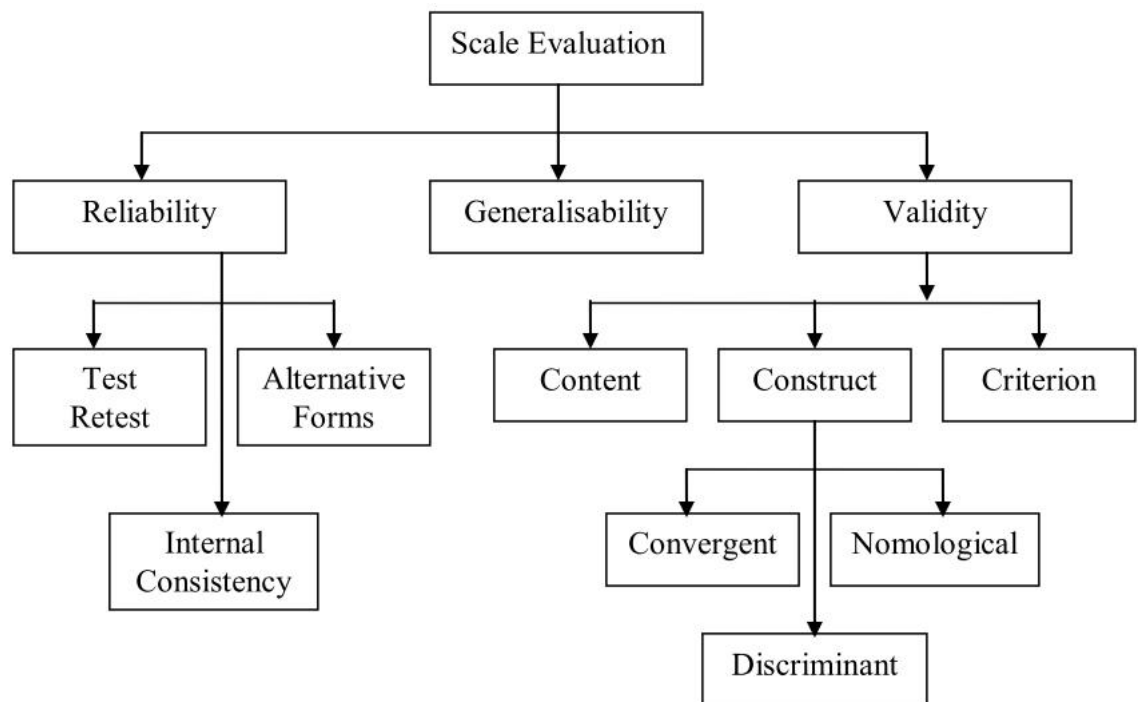 Scale Evaluation
Reliability
Generalisability
Validity
Test
Retest
Alternative
Forms
Content
Construct
Criterion
Internal
Consistency
Convergent
Nomological
Discriminant